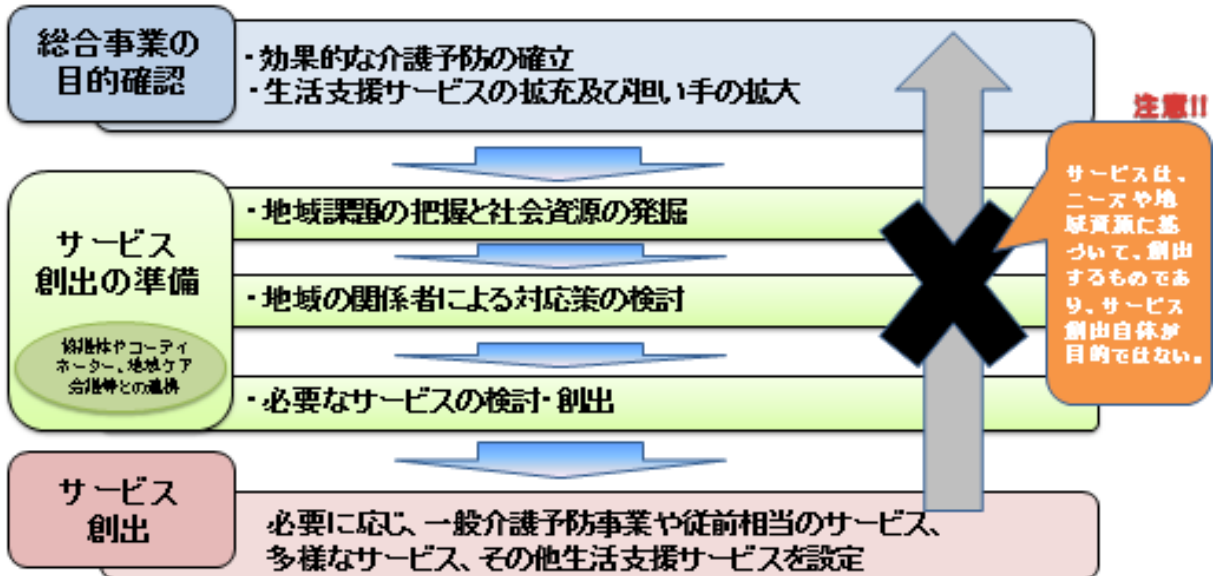 総合事業の
目的確認
・効果的な介護予防の確立
・生活支援サービスの拡充及び担い手の拡大
注意!!
サービスは、
ニーズや地
域資源に基
づいて、創出
するものであ
り、サービス
創出自体が
目的ではない。
サービス
創出の準備
協議体やコーディ
ネーター、地域ケア
会議等との連携
・地域課題の把握と社会資源の発掘
・地域の関係者による対応策の検討
・必要なサービスの検討・創出
サービス
創出
必要に応じ、一般介護予防事業や従前相当のサービス、
多様なサービス、その他生活支援サービスを設定